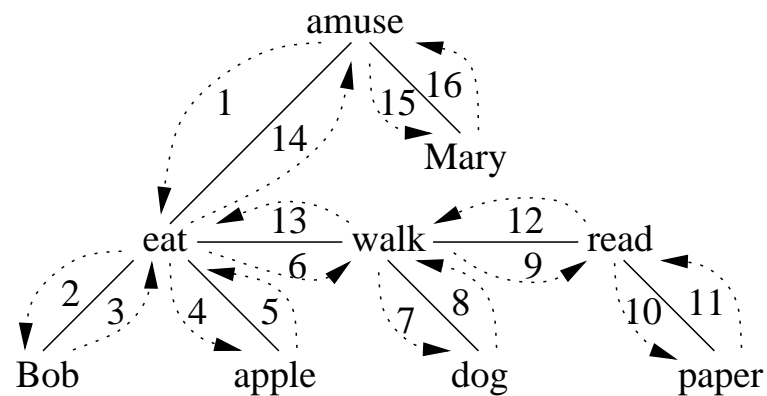 amuse
1 14 15 16
Mary
eat 13 walk 12 read
6 9
2 3 4 5 7 8 10 11
Bob apple dog paper